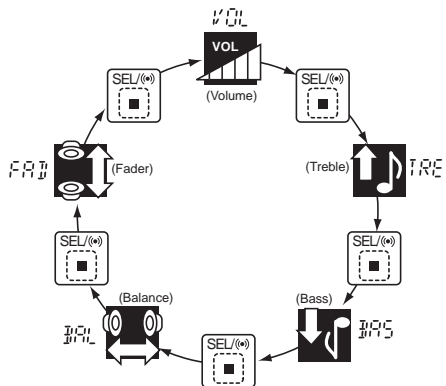 VOL
VOL
(Volume)
SEL/((•))
(Treble)
TRE
SEL/((•))
(Bass)
BAS
SEL/((•))
(Balance)
BAL
SEL/((•))
(Fader)
FAD
SEL/((•))